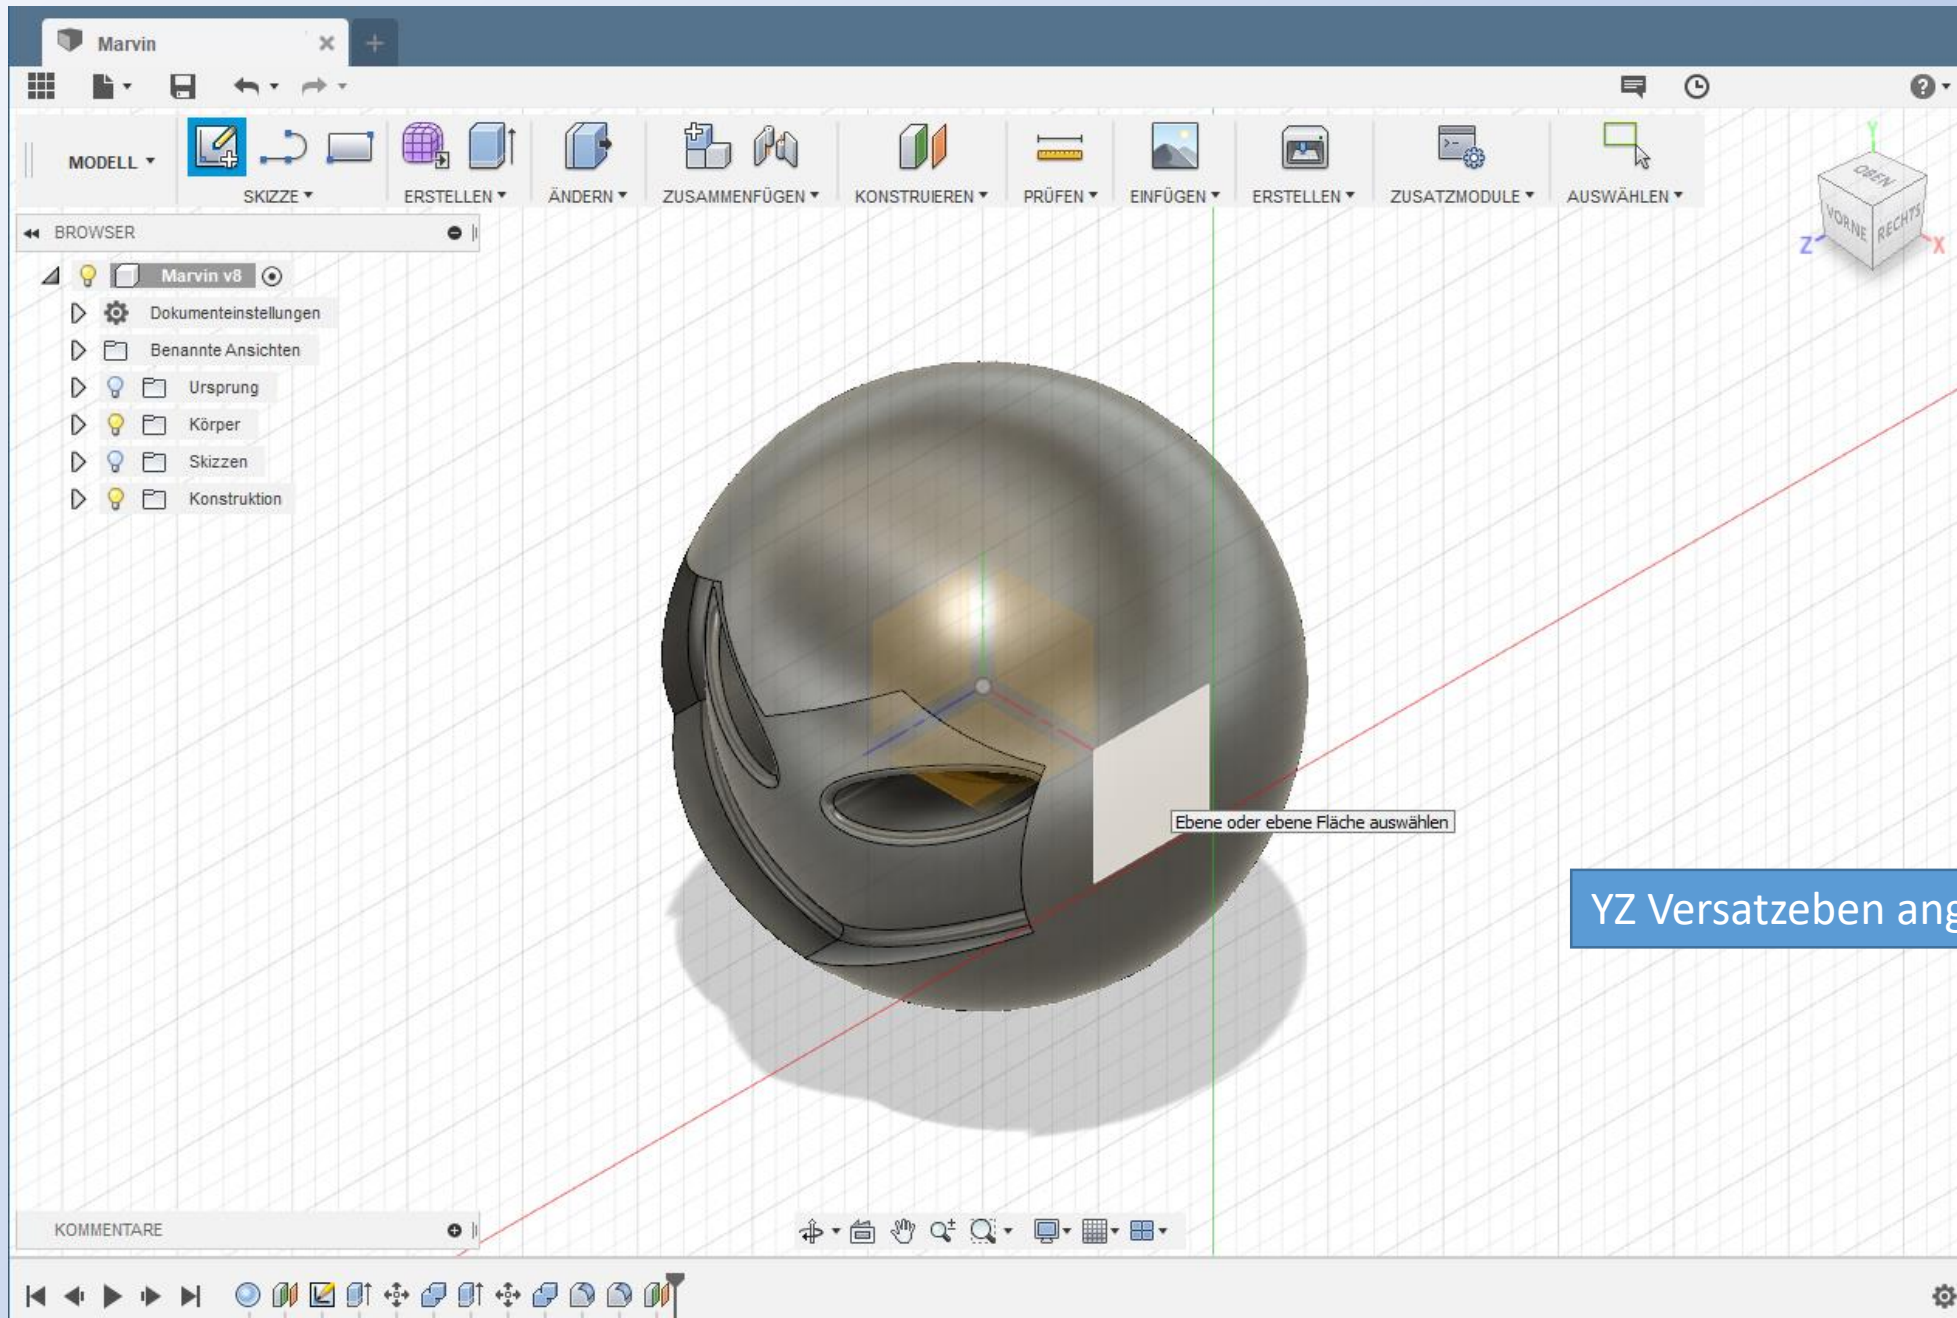 Marvin
MODELL
SKIZZE
ERSTELLEN
ÄNDERN
ZUSAMMENFÜGEN
KONSTRUIEREN
PRÜFEN
EINFÜGEN
ERSTELLEN
ZUSATZMODULE
AUSWÄHLEN
Y
OBEN
VORNE
RECHTS
Z
X
BROWSER
Marvin v8
Dokumenteinstellungen
Benannte Ansichten
Ursprung
Körper
Skizzen
Konstruktion
Ebene oder ebene Fläche auswählen
YZ Versatzeben ang
KOMMENTARE